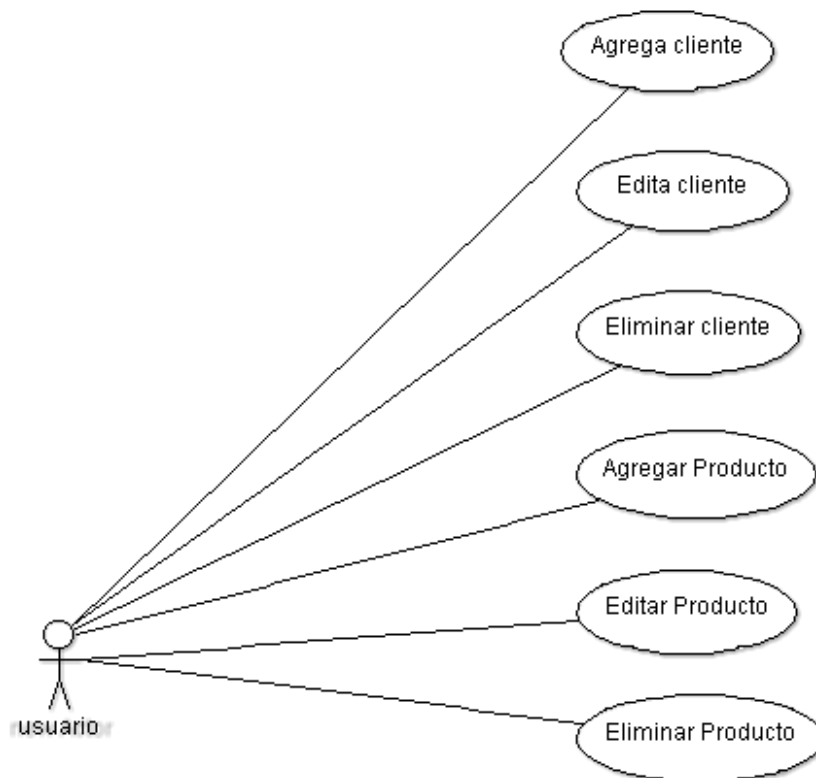 Agrega cliente
Edita cliente
Eliminar cliente
Agregar Producto
Editar Producto
Eliminar Producto
usuario